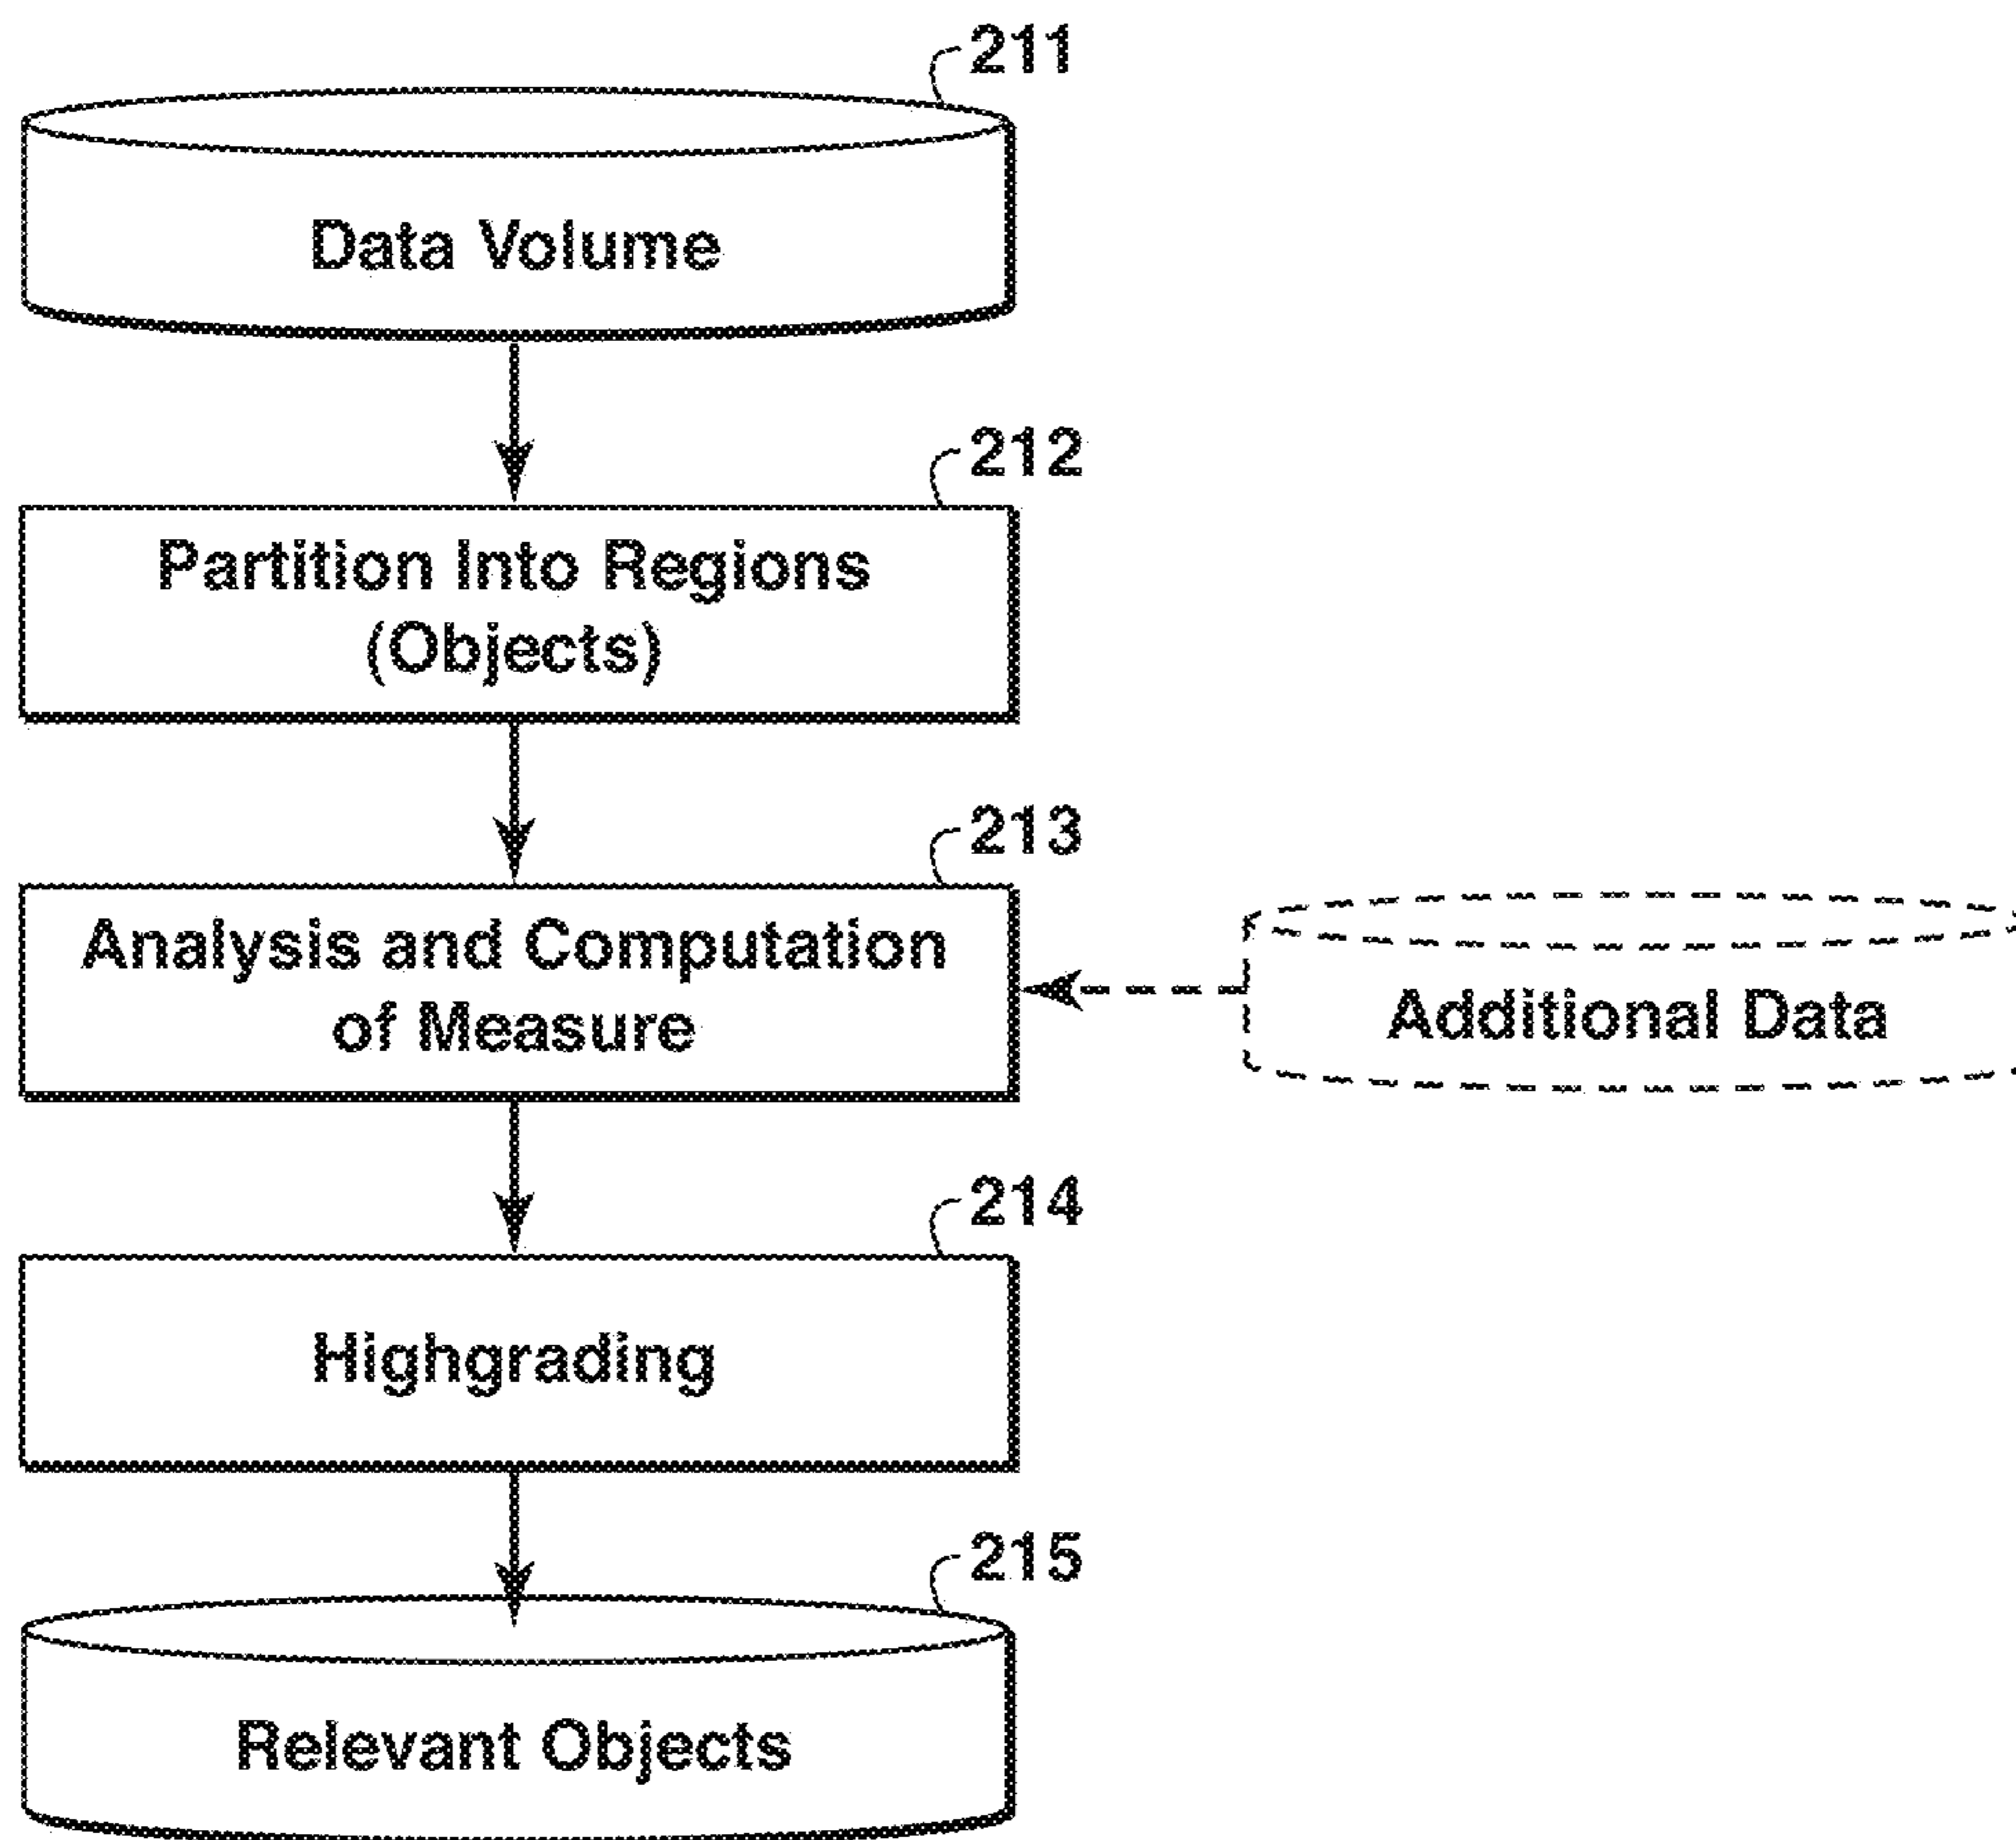 211
Data Volume
212
Partition Into Regions
(Objects)
213
Analysis and Computation
of Measure
Additional Data
214
Highgrading
215
Relevant Objects